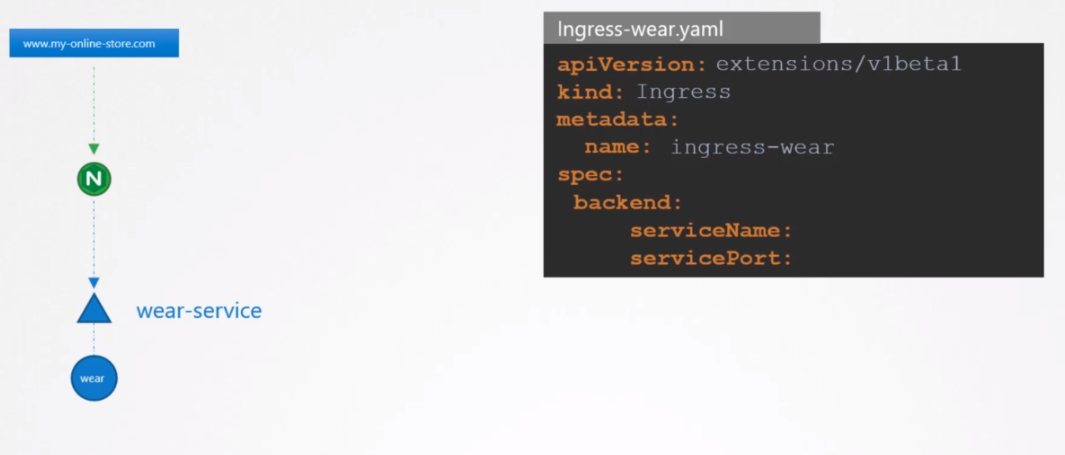 www.my-online-store.com
N
wear-service
wear
Ingress-wear.yaml
apiVersion: extensions/v1beta1
kind: Ingress
metadata:
  name: ingress-wear
spec:
 backend:
     serviceName:
     servicePort: